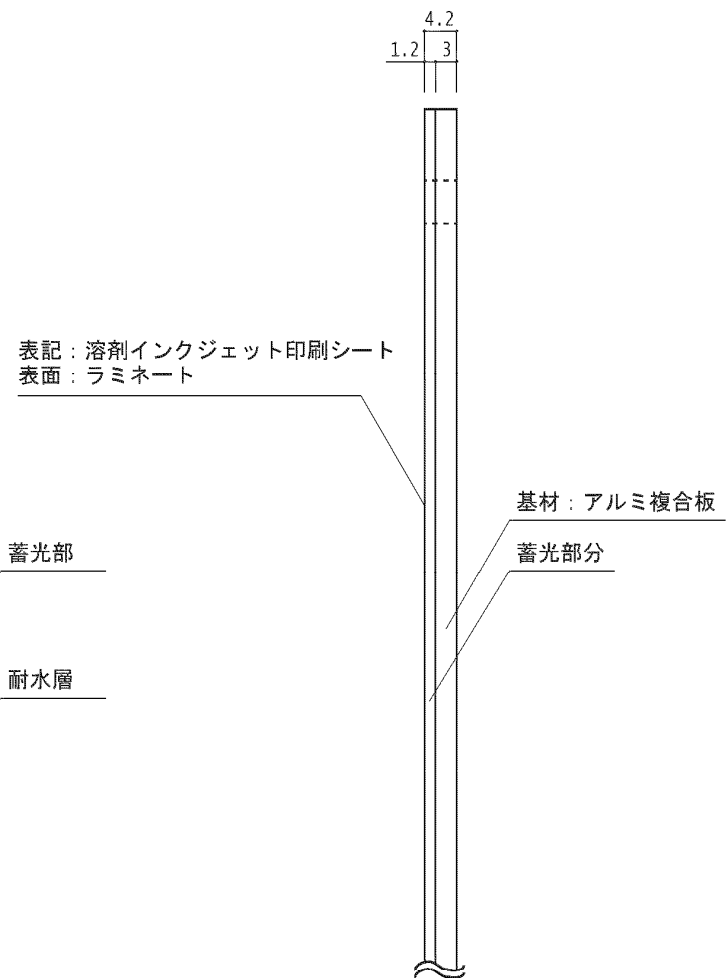 4.2
1.2 3
表記：溶剤インクジェット印刷シート
表面：ラミネート
基材：アルミ複合板
蓄光部
蓄光部分
耐水層